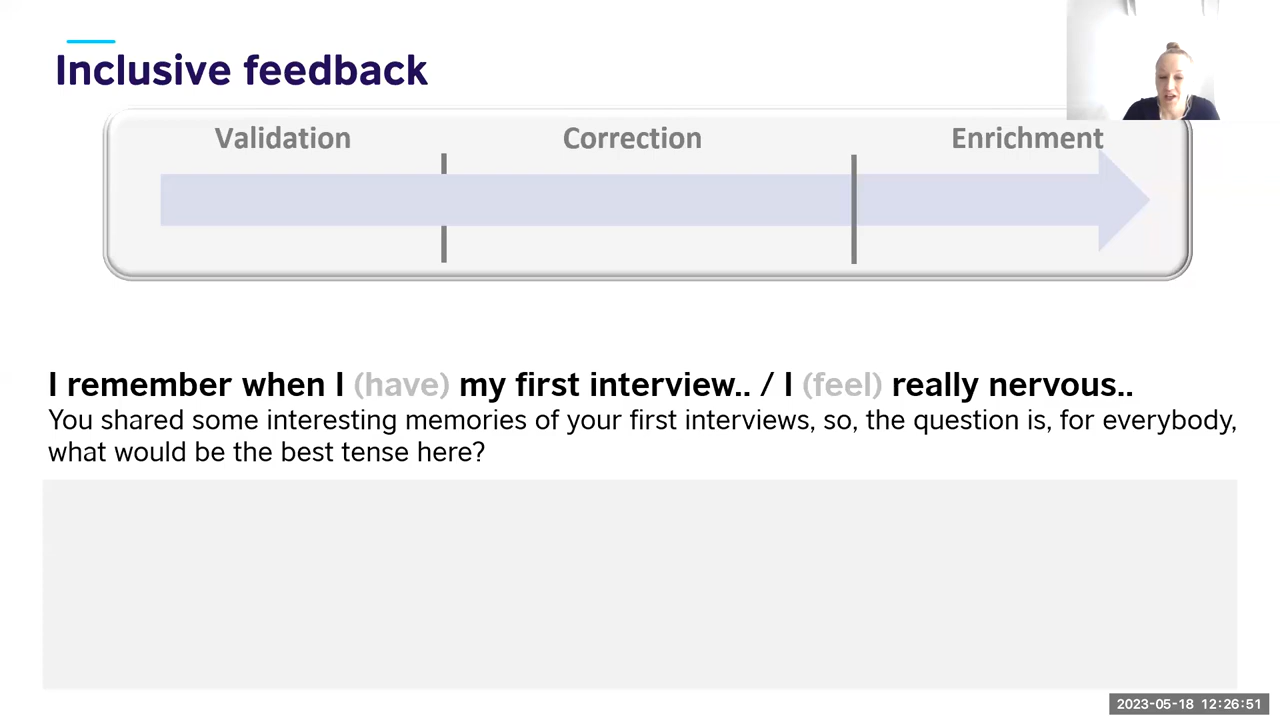 Inclusive feedback
Validation
Correction
Enrichment
I remember when I (have) my first interview.. / I (feel) really nervous..
You shared some interesting memories of your first interviews, so, the question is, for everybody,
what would be the best tense here?
2023-05-18 12:26:51